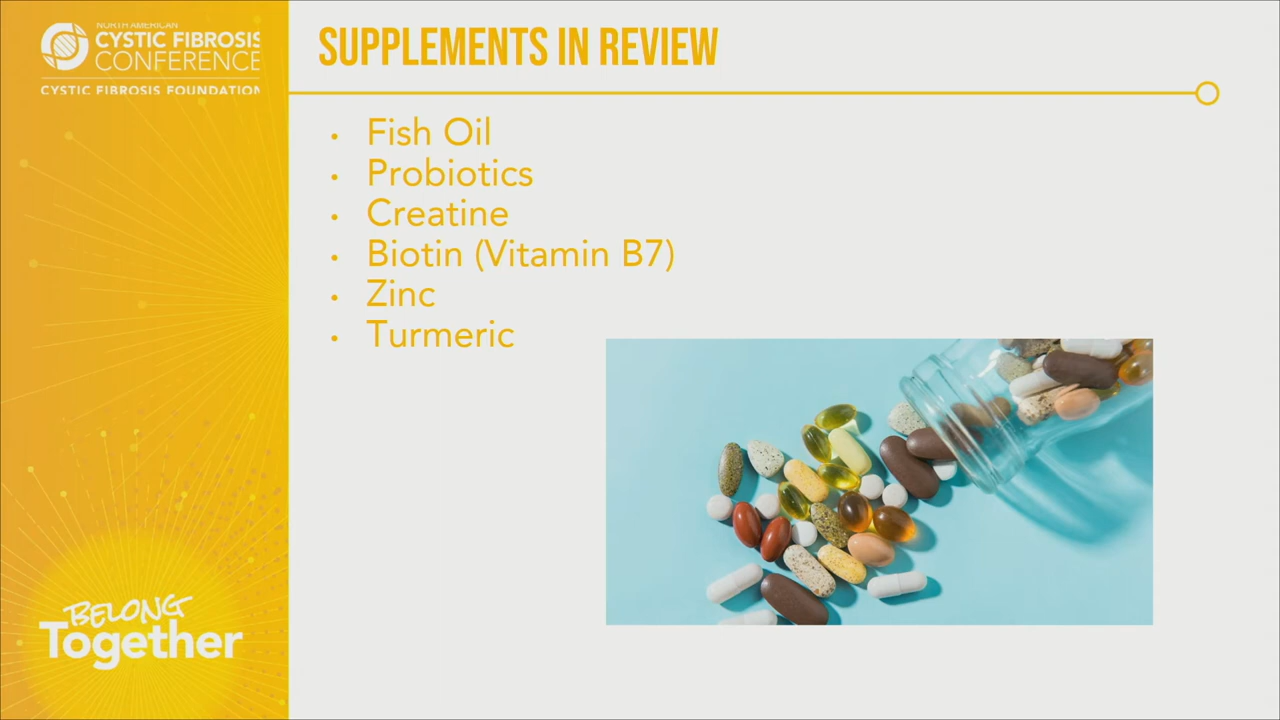 NORTH AMERICAN
CYSTIC FIBROSIS
CONFERENCE
CYSTIC FIBROSIS FOUNDATION
SUPPLEMENTS IN REVIEW
• Fish Oil
• Probiotics
• Creatine
• Biotin (Vitamin B7)
• Zinc
• Turmeric
BELONG
Together